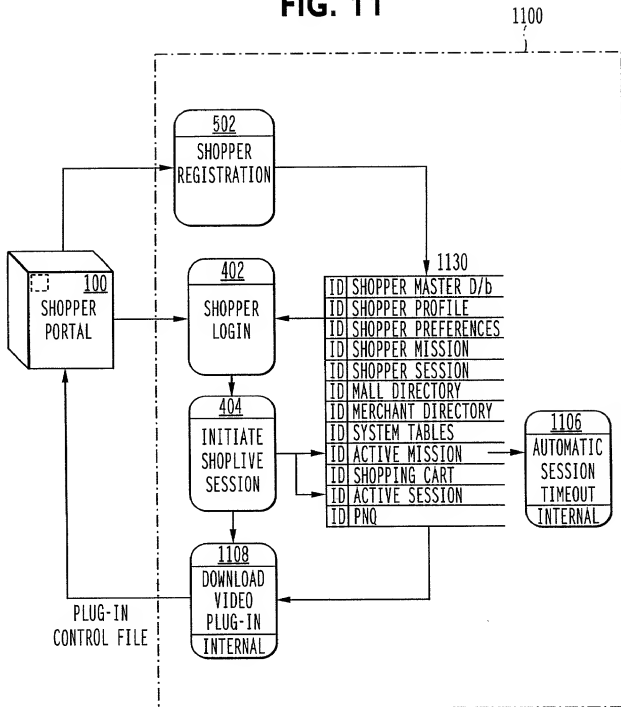 FIG. 11
1100
502
SHOPPER
REGISTRATION
100
SHOPPER
PORTAL
402
SHOPPER
LOGIN
404
INITIATE
SHOPLIVE
SESSION
1130
ID SHOPPER MASTER D/b
ID SHOPPER PROFILE
ID SHOPPER PREFERENCES
ID SHOPPER MISSION
ID SHOPPER SESSION
ID MALL DIRECTORY
ID MERCHANT DIRECTORY
ID SYSTEM TABLES
ID ACTIVE MISSION
ID SHOPPING CART
ID ACTIVE SESSION
ID PNQ
1106
AUTOMATIC
SESSION
TIMEOUT
INTERNAL
1108
DOWNLOAD
VIDEO
PLUG-IN
INTERNAL
PLUG-IN
CONTROL FILE